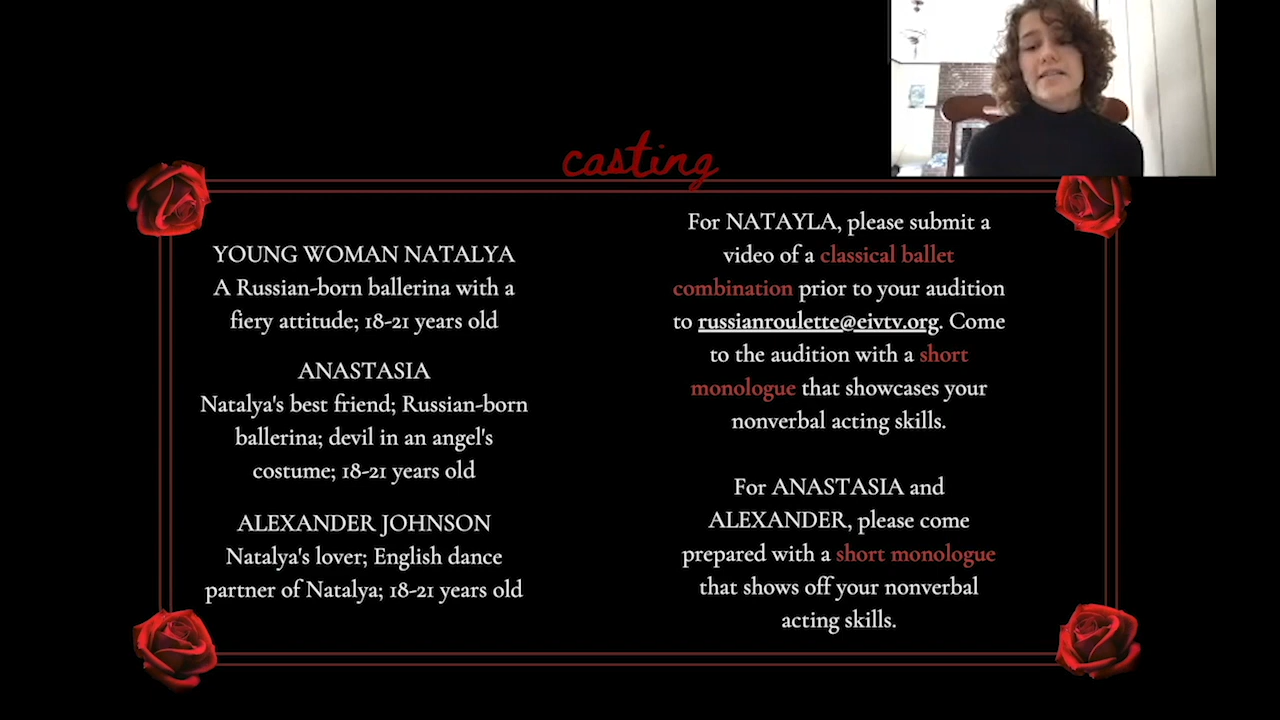 casting
YOUNG WOMAN NATALYA
A Russian-born ballerina with a
fiery attitude; 18-21 years old
ANASTASIA
Natalya's best friend; Russian-born
ballerina; devil in an angel's
costume; 18-21 years old
ALEXANDER JOHNSON
Natalya's lover; English dance
partner of Natalya; 18-21 years old
For NATAYLA, please submit a
video of a classical ballet
combination prior to your audition
to russianroulette@eivtv.org. Come
to the audition with a short
monologue that showcases your
nonverbal acting skills.
For ANASTASIA and
ALEXANDER, please come
prepared with a short monologue
that shows off your nonverbal
acting skills.